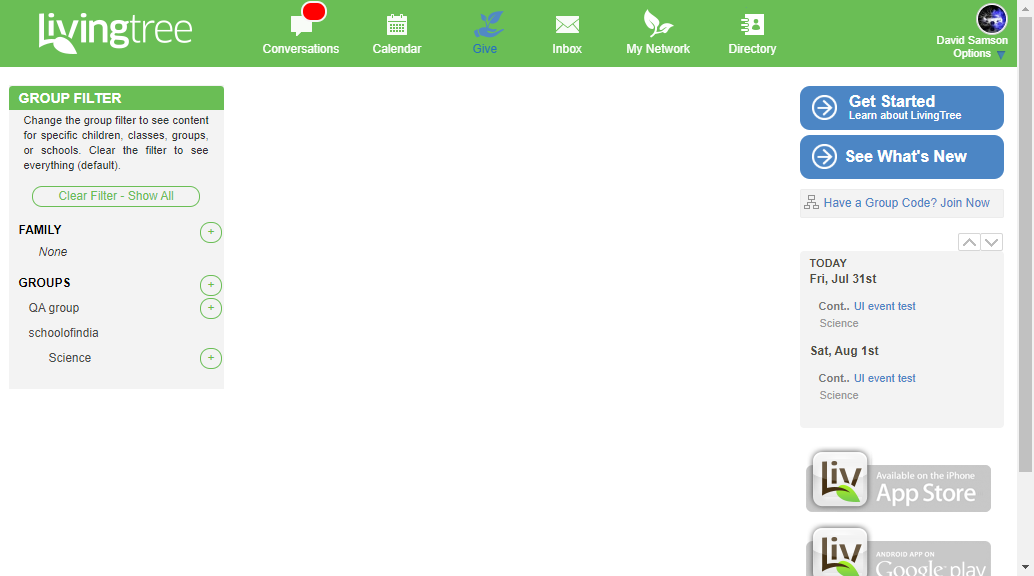 livingtree
Conversations
Calendar
Give
Inbox
My Network
Directory
David Samson
Options
GROUP FILTER
Change the group filter to see content
for specific children, classes, groups,
or schools. Clear the filter to see
everything (default).
Clear Filter - Show All
FAMILY
+
None
GROUPS
+
QA group
+
schoolofindia
Science
+
Get Started
Learn about LivingTree
See What's New
Have a Group Code? Join Now
TODAY
Fri, Jul 31st
Cont.. UI event test
Science
Sat, Aug 1st
Cont.. UI event test
Science
Liv
Available on the iPhone
App Store
Liv
ANDROID APP ON
Google play